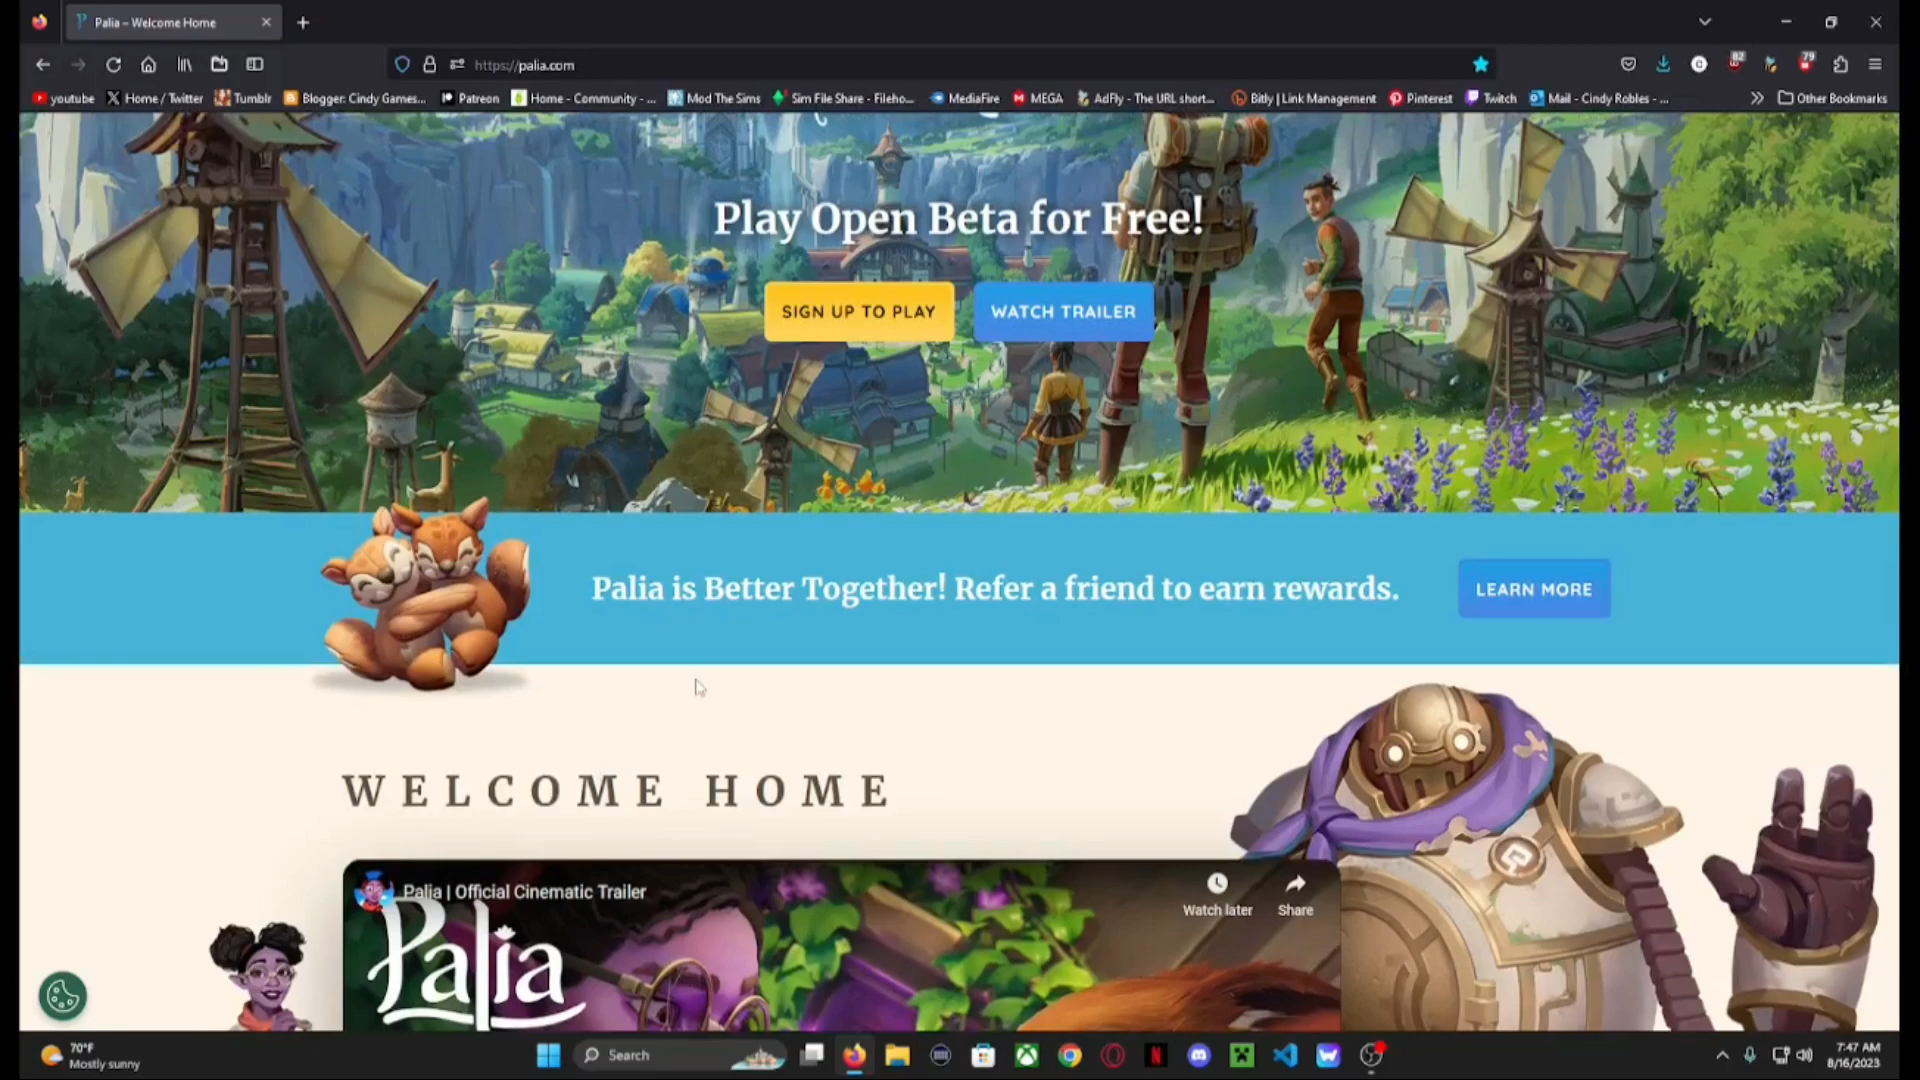 Palia – Welcome Home
https://palia.com
youtube
Home / Twitter
Tumblr
Blogger: Cindy Games...
Patreon
Home - Community - ...
Mod The Sims
Sim File Share - Fileho...
MediaFire
MEGA
AdFly - The URL short...
Bitly | Link Management
Pinterest
Twitch
Mail - Cindy Robles - ...
Other Bookmarks
82
79
Play Open Beta for Free!
SIGN UP TO PLAY
WATCH TRAILER
Palia is Better Together! Refer a friend to earn rewards.
LEARN MORE
WELCOME HOME
Palia | Official Cinematic Trailer
Watch later
Share
Palia
70°F
Mostly sunny
Search
7:47 AM
8/16/2023